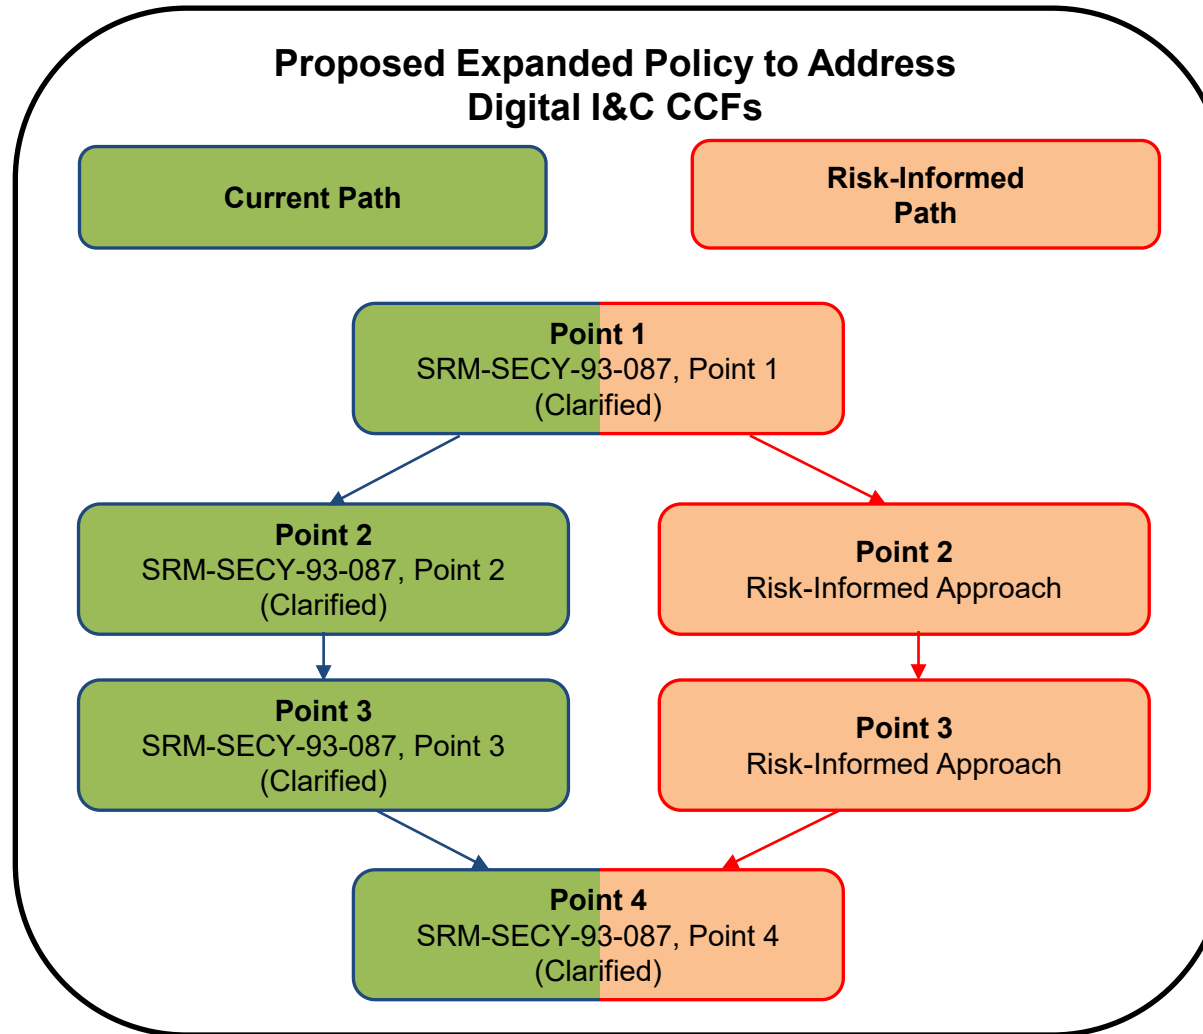 Proposed Expanded Policy to Address
Digital I&C CCFs
Current Path
Risk-Informed
Path
Point 1
SRM-SECY-93-087, Point 1
(Clarified)
Point 2
SRM-SECY-93-087, Point 2
(Clarified)
Point 2
Risk-Informed Approach
Point 3
SRM-SECY-93-087, Point 3
(Clarified)
Point 3
Risk-Informed Approach
Point 4
SRM-SECY-93-087, Point 4
(Clarified)